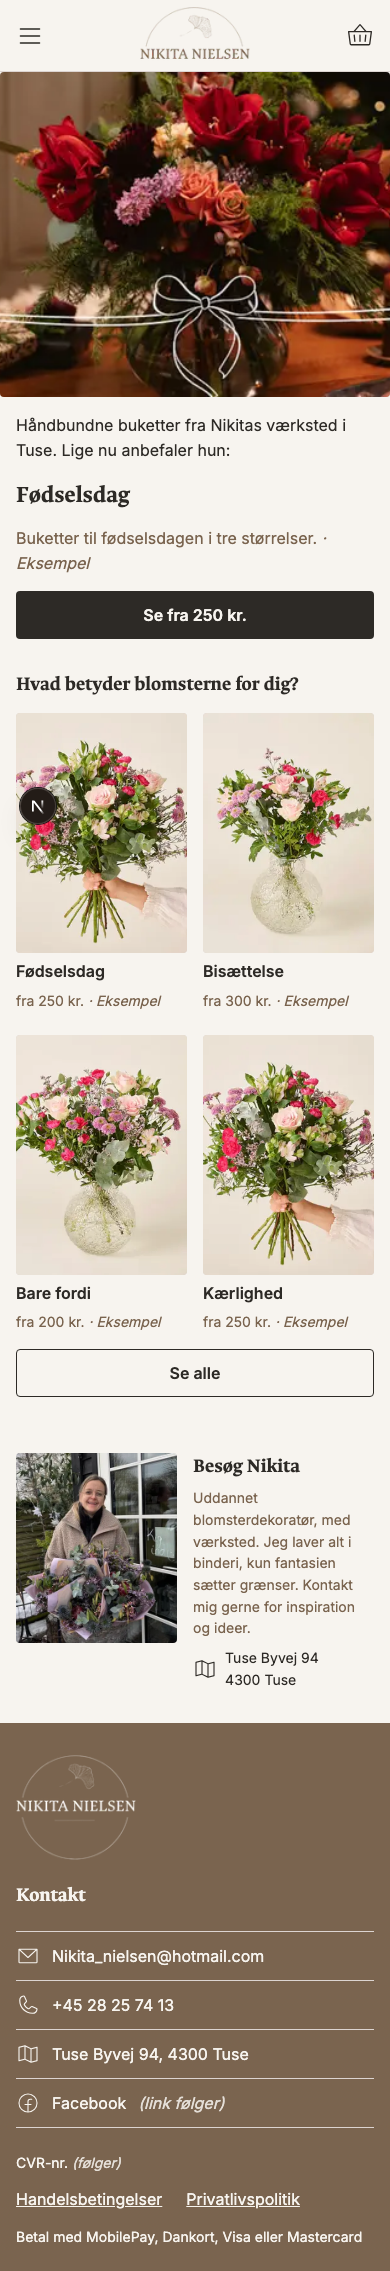 NIKITA NIELSEN
Håndbundne buketter fra Nikitas værksted i
Tuse. Lige nu anbefaler hun:
Fødselsdag
Buketter til fødselsdagen i tre størrelser. ·
Eksempel
Se fra 250 kr.
Hvad betyder blomsterne for dig?
N
Fødselsdag
fra 250 kr. · Eksempel
Bisættelse
fra 300 kr. · Eksempel
Bare fordi
fra 200 kr. · Eksempel
Kærlighed
fra 250 kr. · Eksempel
Se alle
Besøg Nikita
Uddannet
blomsterdekoratør, med
værksted. Jeg laver alt i
binderi, kun fantasien
sætter grænser. Kontakt
mig gerne for inspiration
og ideer.
Tuse Byvej 94
4300 Tuse
NIKITA NIELSEN
Kontakt
Nikita_nielsen@hotmail.com
+45 28 25 74 13
Tuse Byvej 94, 4300 Tuse
Facebook (link følger)
CVR-nr. (følger)
Handelsbetingelser Privatlivspolitik
Betal med MobilePay, Dankort, Visa eller Mastercard